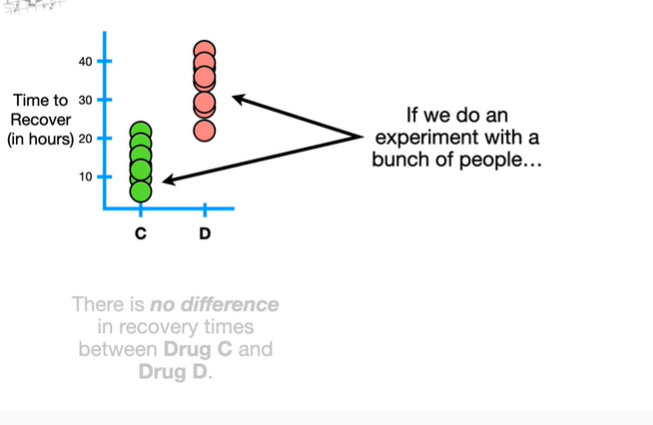 40
Time to 30
Recover
(in hours) 20
10
C D
If we do an
experiment with a
bunch of people...
There is no difference
in recovery times
between Drug C and
Drug D.